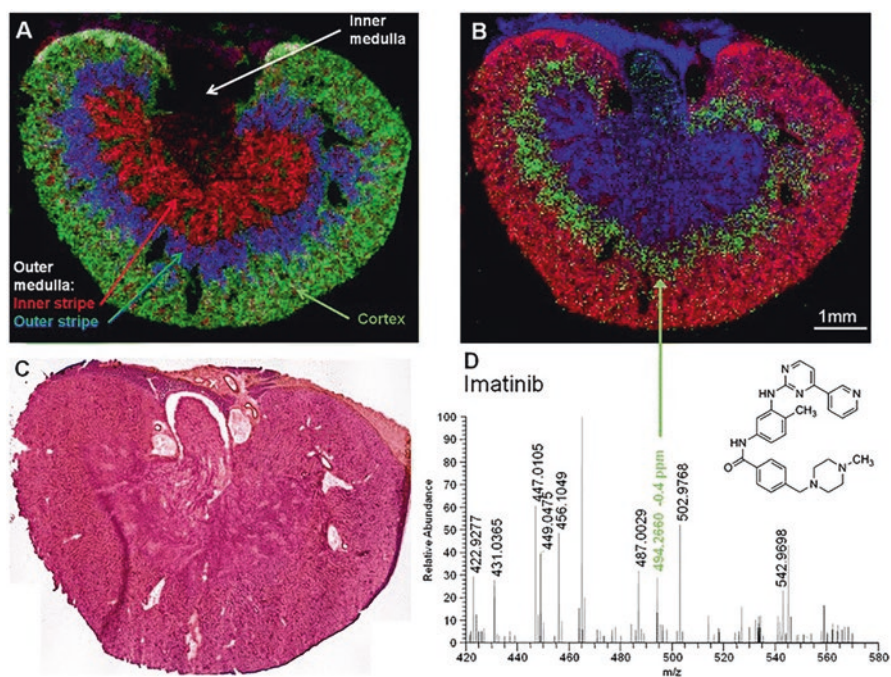 A
Inner
medulla
Outer
medulla:
Inner stripe
Outer stripe
Cortex
B
1mm
C
D
Imatinib
Relative Abundance
100
90
80
70
60
50
40
30
20
10
0
422.9277
431.0365
447.0105
449.0475
456.1049
487.0029
494.2660 -0.4 ppm
502.9768
542.9698
420
440
460
480
500
520
540
560
580
m/z
N
NH
N
N
CH₃
HN
O
N
N
CH₃